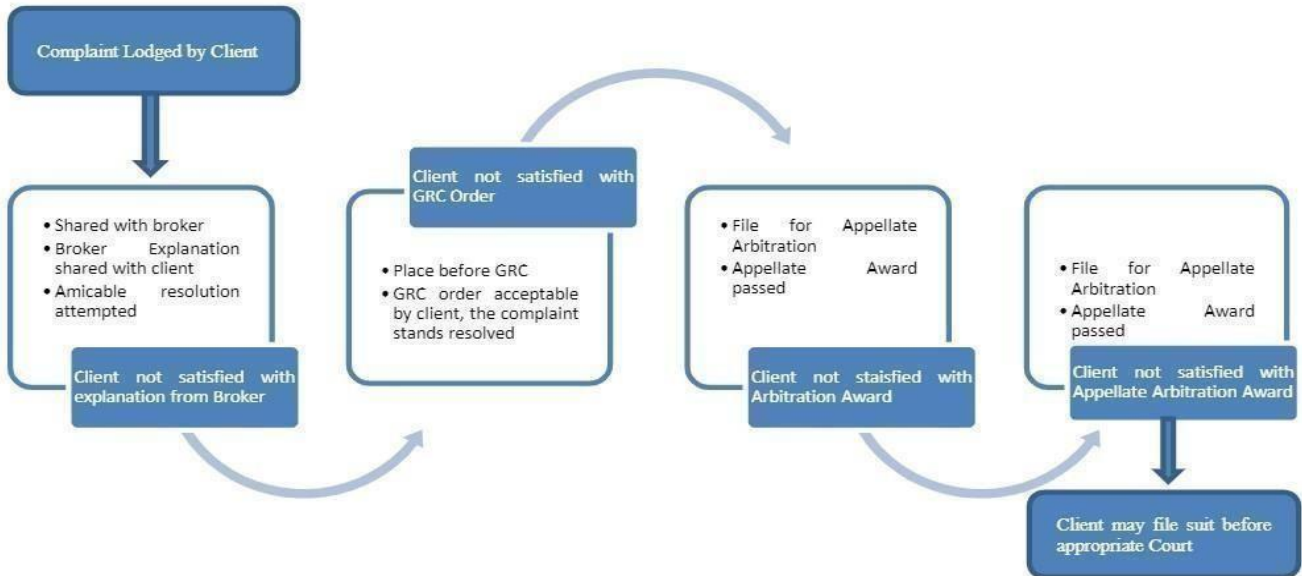 Complaint Lodged by Client
• Shared with broker
• Broker Explanation
shared with client
• Amicable resolution
attempted
Client not satisfied with
explanation from Broker
Client not satisfied with
GRC Order
• Place before GRC
• GRC order acceptable
by client, the complaint
stands resolved
• File for Appellate
Arbitration
• Appellate Award
passed
Client not staisfied with
Arbitration Award
• File for Appellate
Arbitration
• Appellate Award
passed
Client not satisfied with
Appellate Arbitration Award
Client may file suit before
appropriate Court